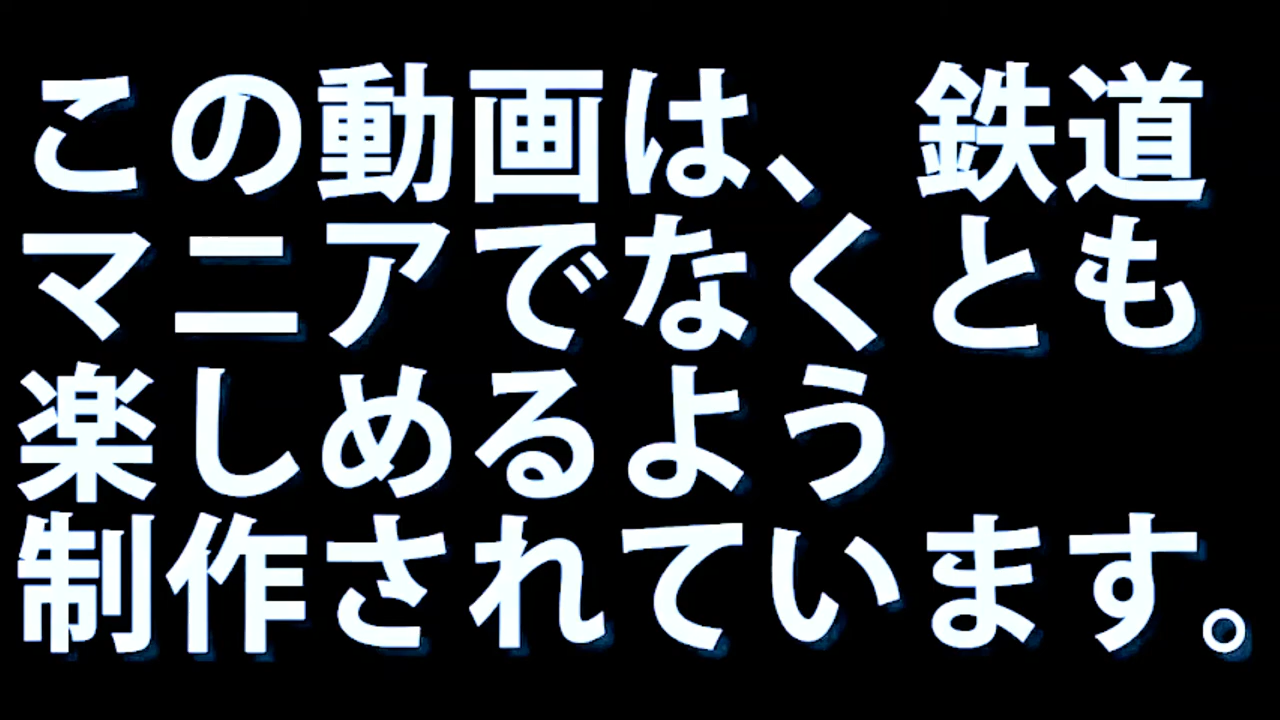 この動画は、鉄道
マニアでなくとも
楽しめるよう
制作されています。